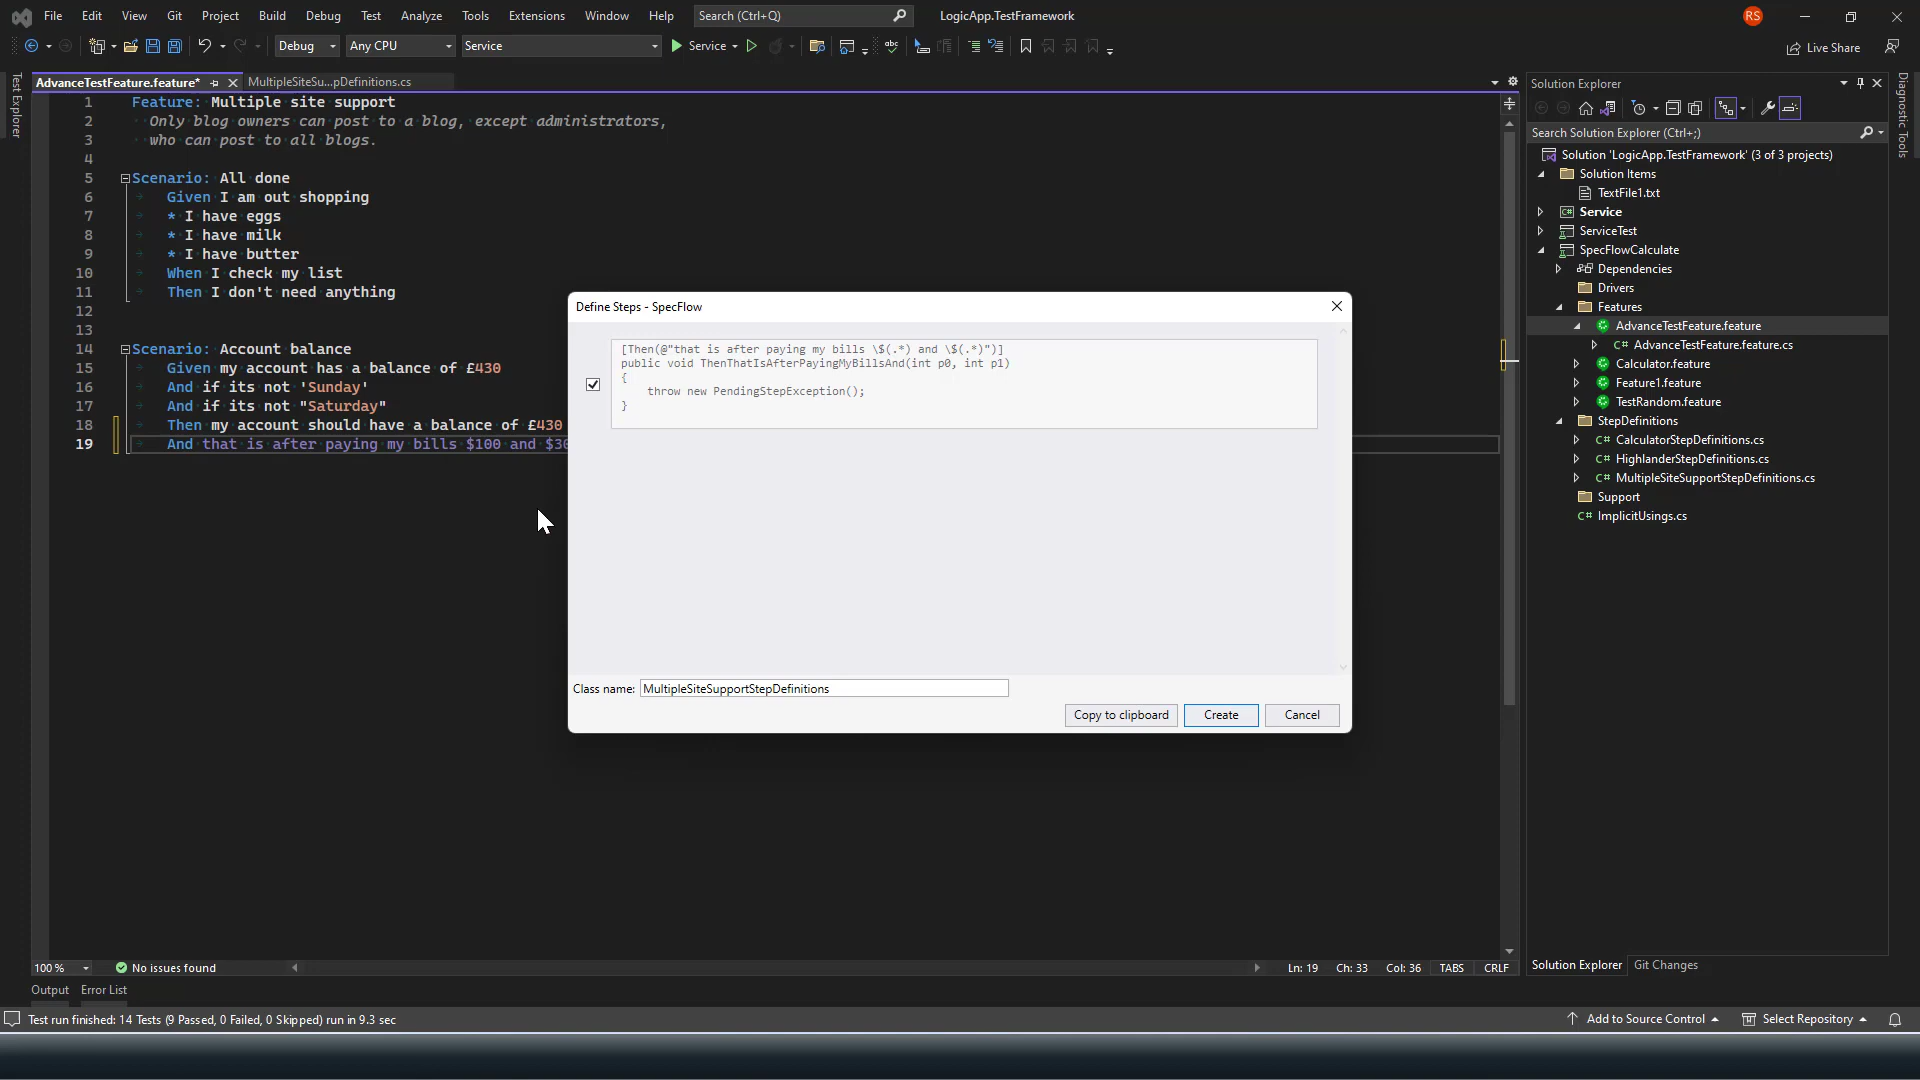 File Edit View Git Project Build Debug Test Analyze Tools Extensions Window Help Search (Ctrl+Q) LogicApp.TestFramework RS
Debug Any CPU Service Service Live Share
Test Explorer
AdvanceTestFeature.feature* MultipleSiteSu...pDefinitions.cs
1 Feature: Multiple site support
2 Only blog owners can post to a blog, except administrators,
3 who can post to all blogs.
4
5 Scenario: All done
6 Given I am out shopping
7 * I have eggs
8 * I have milk
9 * I have butter
10 When I check my list
11 Then I don't need anything
12
13
14 Scenario: Account balance
15 Given my account has a balance of £430
16 And if its not 'Sunday'
17 And if its not "Saturday"
18 Then my account should have a balance of £430
19 And that is after paying my bills $100 and $30
Define Steps - SpecFlow
[Then(@"that is after paying my bills \$(.*) and \$(.*)")]
public void ThenThatIsAfterPayingMyBillsAnd(int p0, int p1)
{
throw new PendingStepException();
}
Class name: MultipleSiteSupportStepDefinitions
Copy to clipboard Create Cancel
Solution Explorer
Search Solution Explorer (Ctrl+;)
Solution 'LogicApp.TestFramework' (3 of 3 projects)
Solution Items
TextFile1.txt
Service
ServiceTest
SpecFlowCalculate
Dependencies
Drivers
Features
AdvanceTestFeature.feature
C# AdvanceTestFeature.feature.cs
Calculator.feature
Feature1.feature
TestRandom.feature
StepDefinitions
C# CalculatorStepDefinitions.cs
C# HighlanderStepDefinitions.cs
C# MultipleSiteSupportStepDefinitions.cs
Support
C# ImplicitUsings.cs
Diagnostic Tools
Solution Explorer Git Changes
100 % No issues found Ln: 19 Ch: 33 Col: 36 TABS CRLF
Output Error List
Test run finished: 14 Tests (9 Passed, 0 Failed, 0 Skipped) run in 9.3 sec Add to Source Control Select Repository